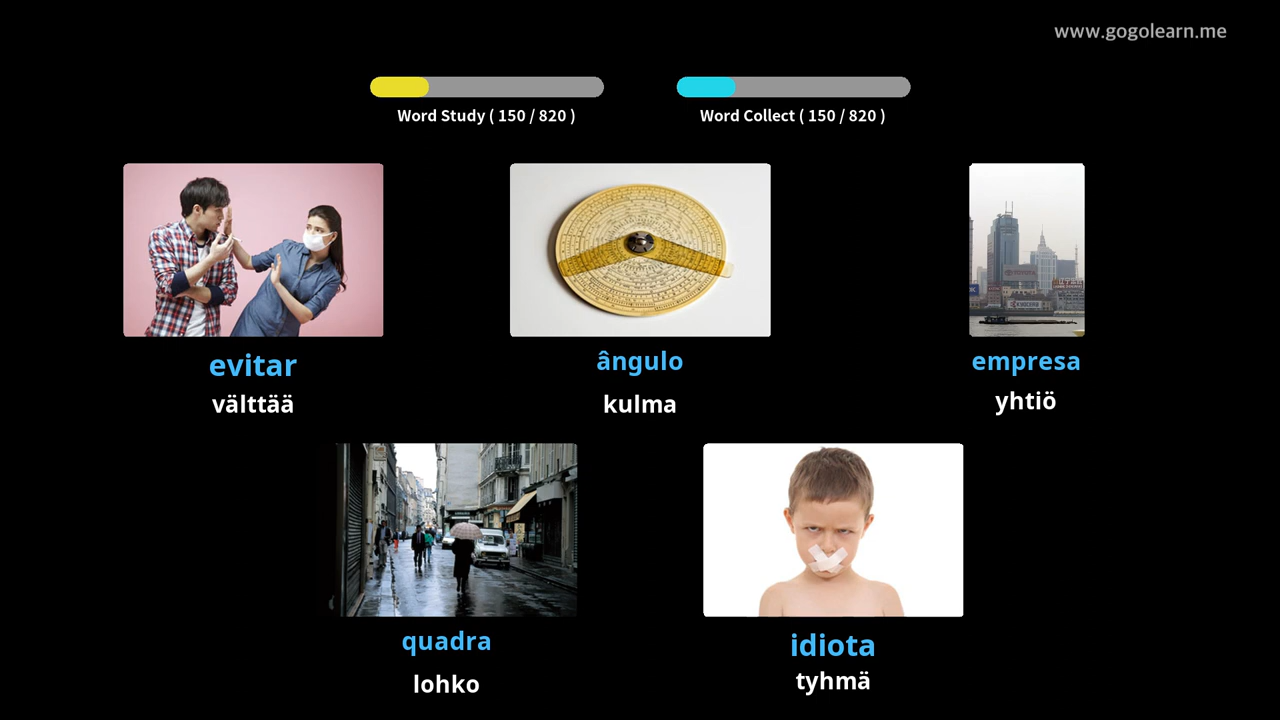 www.gogolearn.me
Word Study ( 150 / 820 )
Word Collect ( 150 / 820 )
TOYOTA
evitar
välttää
ângulo
kulma
empresa
yhtiö
quadra
lohko
idiota
tyhmä